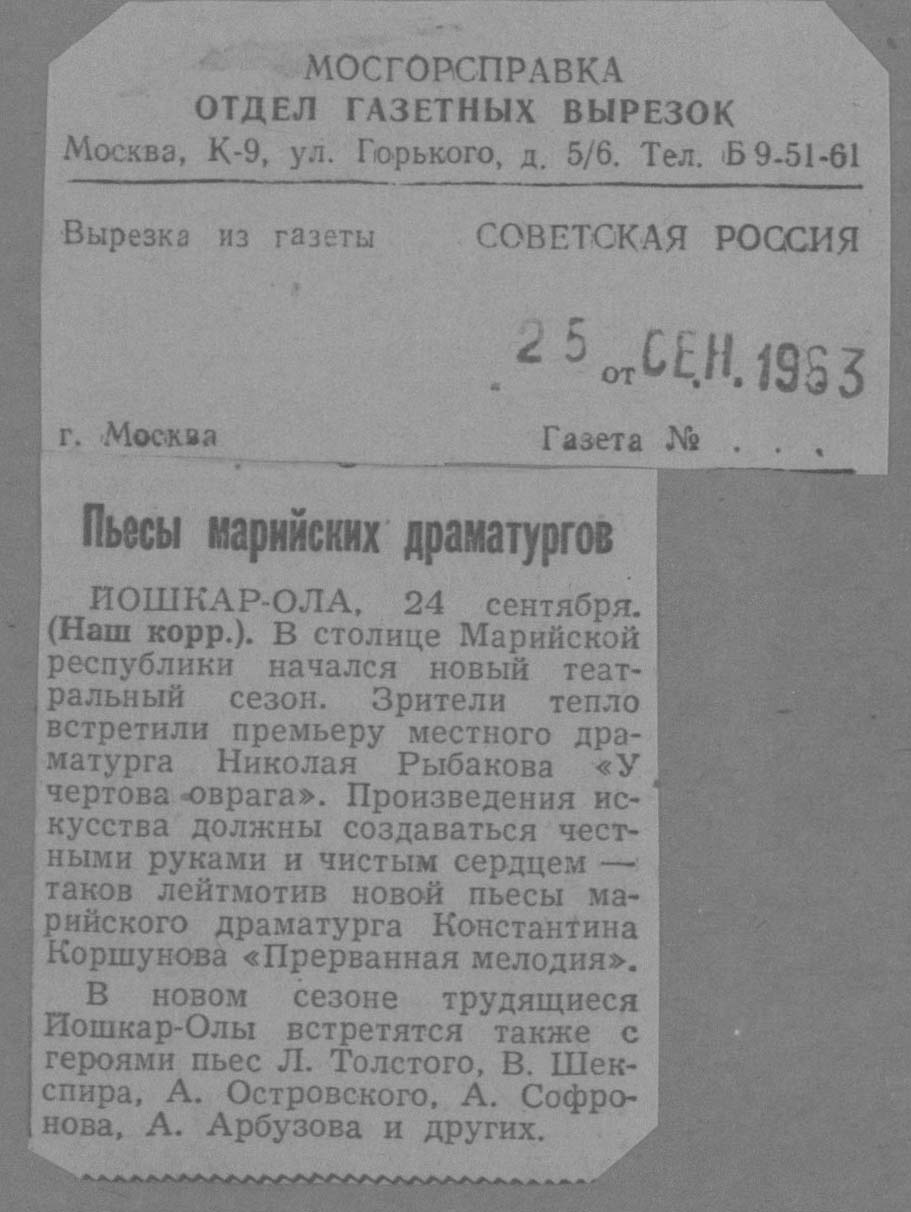 МОСГОРСПРАВКА
ОТДЕЛ ГАЗЕТНЫХ ВЫРЕЗОК
Москва, К-9, ул. Горького, д. 5/6. Тел. Б 9-51-61
Вырезка из газеты СОВЕТСКАЯ РОССИЯ
25 от СЕН. 1963
г. Москва Газета № . . .
Пьесы марийских драматургов
ЙОШКАР-ОЛА, 24 сентября.
(Наш корр.). В столице Марийской
республики начался новый теат-
ральный сезон. Зрители тепло
встретили премьеру местного дра-
матурга Николая Рыбакова «У
чертова оврага». Произведения ис-
кусства должны создаваться чест-
ными руками и чистым сердцем —
таков лейтмотив новой пьесы ма-
рийского драматурга Константина
Коршунова «Прерванная мелодия».
В новом сезоне трудящиеся
Йошкар-Олы встретятся также с
героями пьес Л. Толстого, В. Шек-
спира, А. Островского, А. Софро-
нова, А. Арбузова и других.